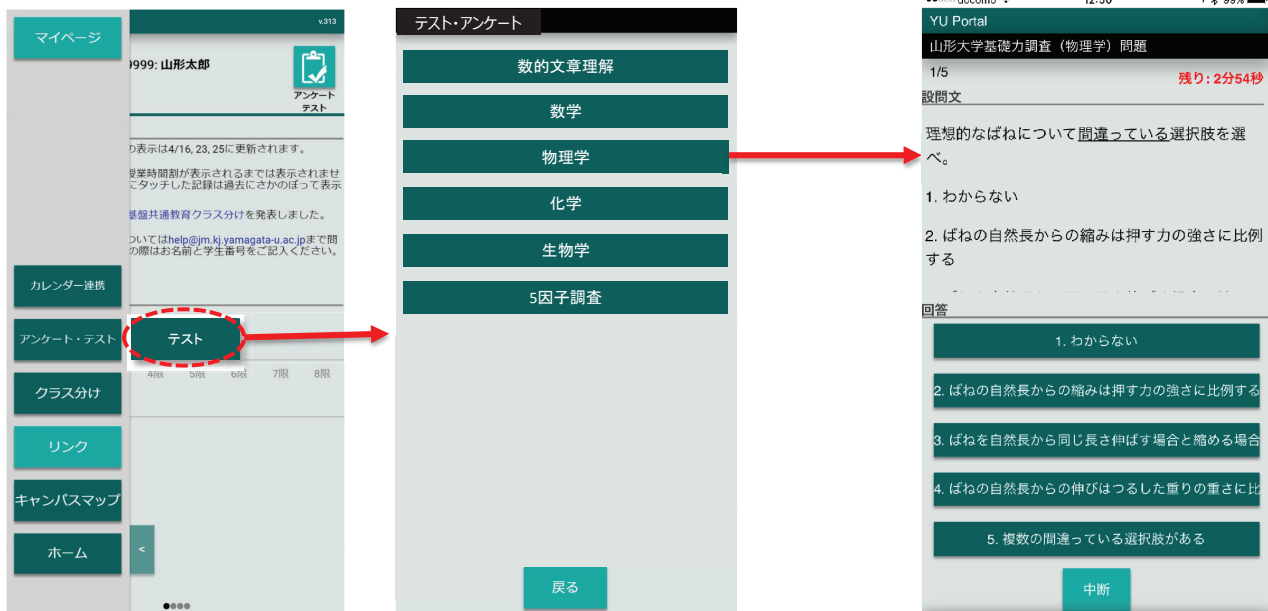 マイページ
v.313
9999: 山形太郎
アンケート
テスト
の表示は4/16, 23, 25に更新されます。
授業時間割が表示されるまでは表示されませ
にタッチした記録は過去にさかのぼって表示
基盤共通教育クラス分けを発表しました。
ついてはhelp@jm.kj.yamagata-u.ac.jpまで問
の際はお名前と学生番号をご記入ください。
カレンダー連携
アンケート・テスト
テスト
4限 5限 6限 7限 8限
クラス分け
リンク
キャンパスマップ
ホーム
<
テスト・アンケート
数的文章理解
数学
物理学
化学
生物学
5因子調査
戻る
docomo 12:50 99%
YU Portal
山形大学基礎力調査（物理学）問題
1/5
残り: 2分54秒
設問文
理想的なばねについて間違っている選択肢を選
べ。
1. わからない
2. ばねの自然長からの縮みは押す力の強さに比例
する
回答
1. わからない
2. ばねの自然長からの縮みは押す力の強さに比例する
3. ばねを自然長から同じ長さ伸ばす場合と縮める場合
4. ばねの自然長からの伸びはつるした重りの重さに比
5. 複数の間違っている選択肢がある
中断